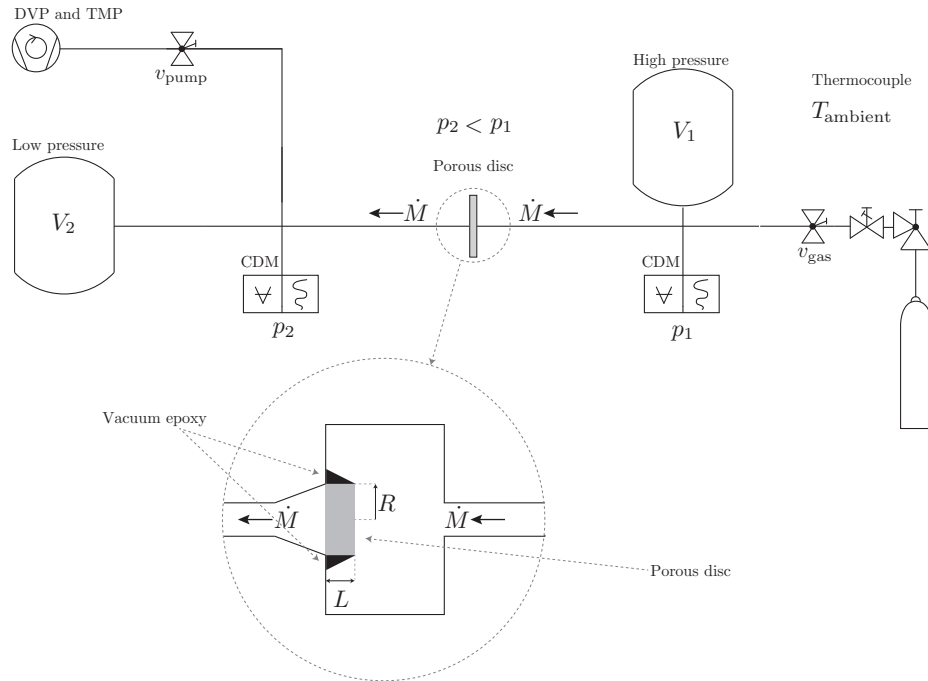 DVP and TMP
v_pump
High pressure
V_1
Thermocouple
T_ambient
p_2 < p_1
Low pressure
V_2
Porous disc
Ṁ
Ṁ
v_gas
CDM
p_2
CDM
p_1
Vacuum epoxy
R
Ṁ
Ṁ
Porous disc
L